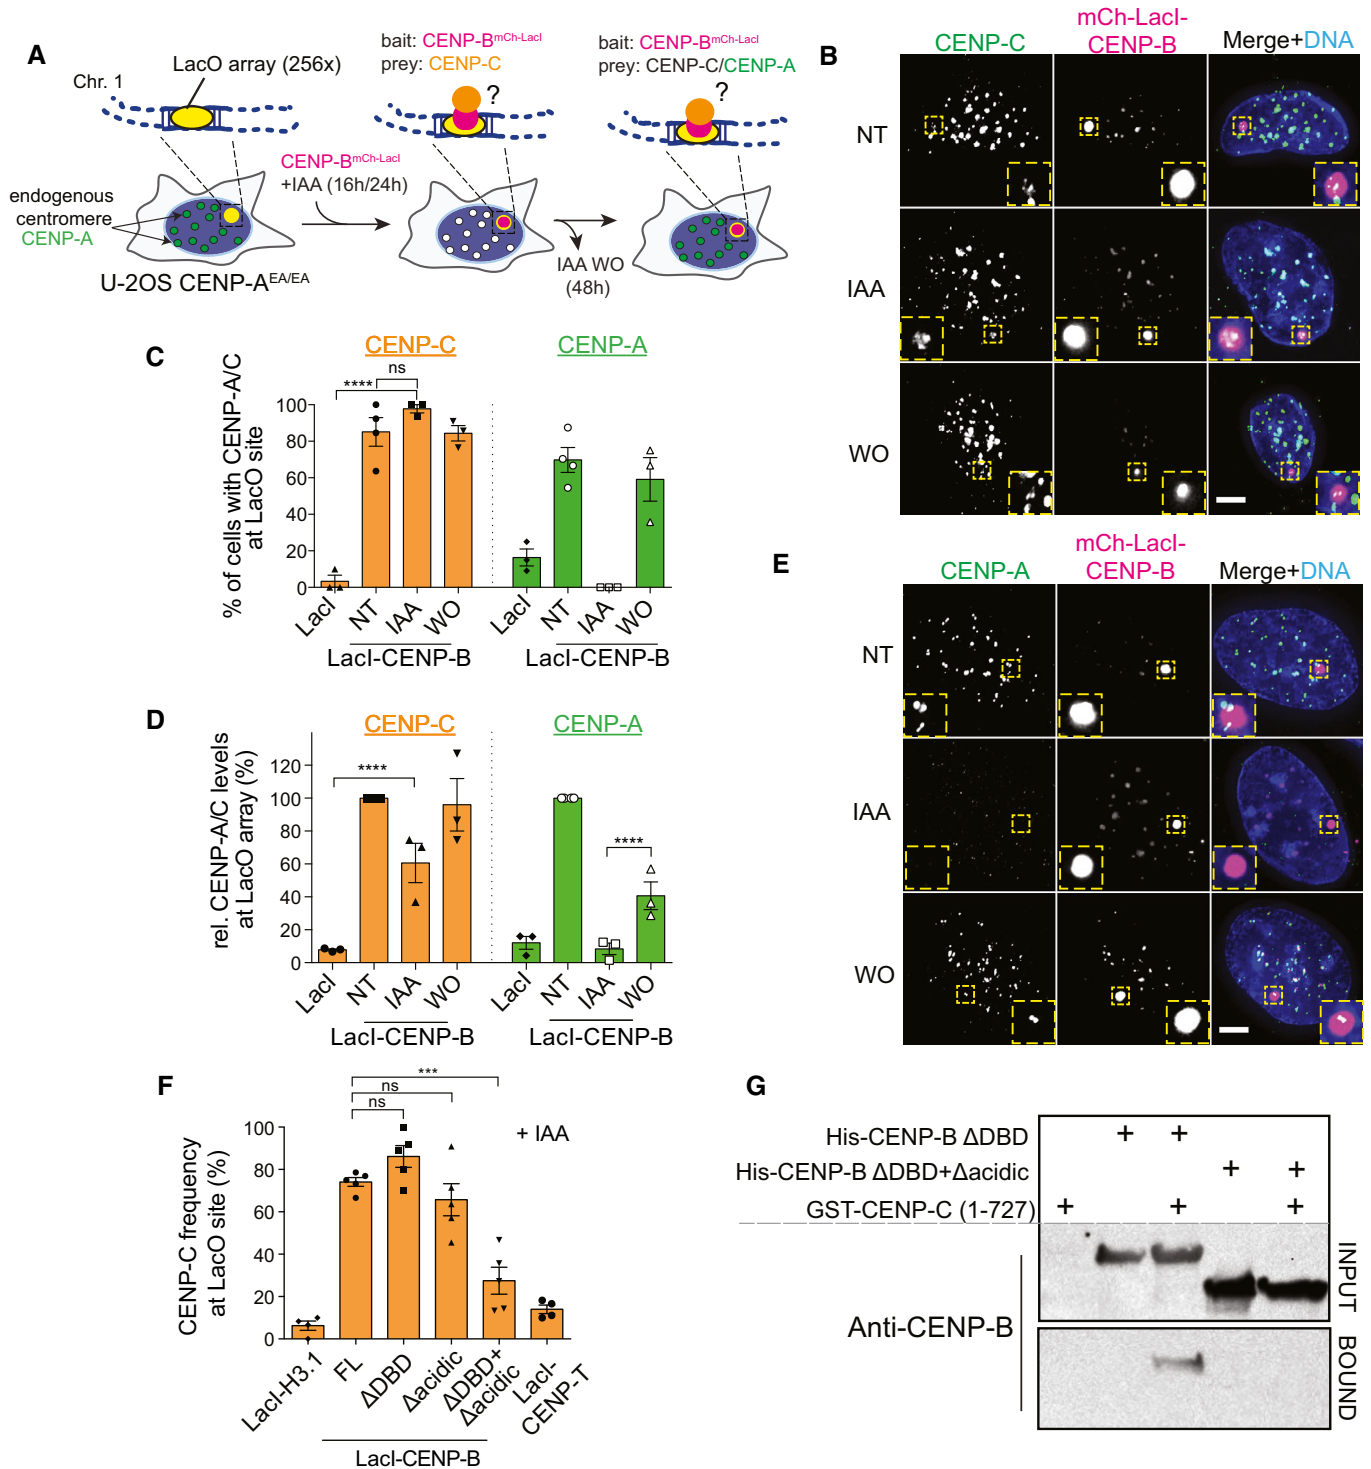 A
Chr. 1
LacO array (256x)
endogenous
centromere
CENP-A
U-2OS CENP-A^EA/EA
CENP-B^mCh-LacI
+IAA (16h/24h)
bait: CENP-B^mCh-LacI
prey: CENP-C
?
IAA WO
(48h)
bait: CENP-B^mCh-LacI
prey: CENP-C/CENP-A
?
B
CENP-C
mCh-LacI-
CENP-B
Merge+DNA
NT
IAA
WO
C
CENP-C
CENP-A
% of cells with CENP-A/C
at LacO site
100
80
60
40
20
0
****
ns
LacI
NT
IAA
WO
LacI-CENP-B
LacI
NT
IAA
WO
LacI-CENP-B
D
CENP-C
CENP-A
rel. CENP-A/C levels
at LacO array (%)
120
100
80
60
40
20
0
****
****
LacI
NT
IAA
WO
LacI-CENP-B
LacI
NT
IAA
WO
LacI-CENP-B
E
CENP-A
mCh-LacI-
CENP-B
Merge+DNA
NT
IAA
WO
F
CENP-C frequency
at LacO site (%)
100
80
60
40
20
0
***
ns
ns
+ IAA
LacI-H3.1
FL
ΔDBD
Δacidic
ΔDBD+
Δacidic
LacI-
CENP-T
LacI-CENP-B
G
His-CENP-B ΔDBD + +
His-CENP-B ΔDBD+Δacidic + +
GST-CENP-C (1-727) + + +
Anti-CENP-B
INPUT
BOUND